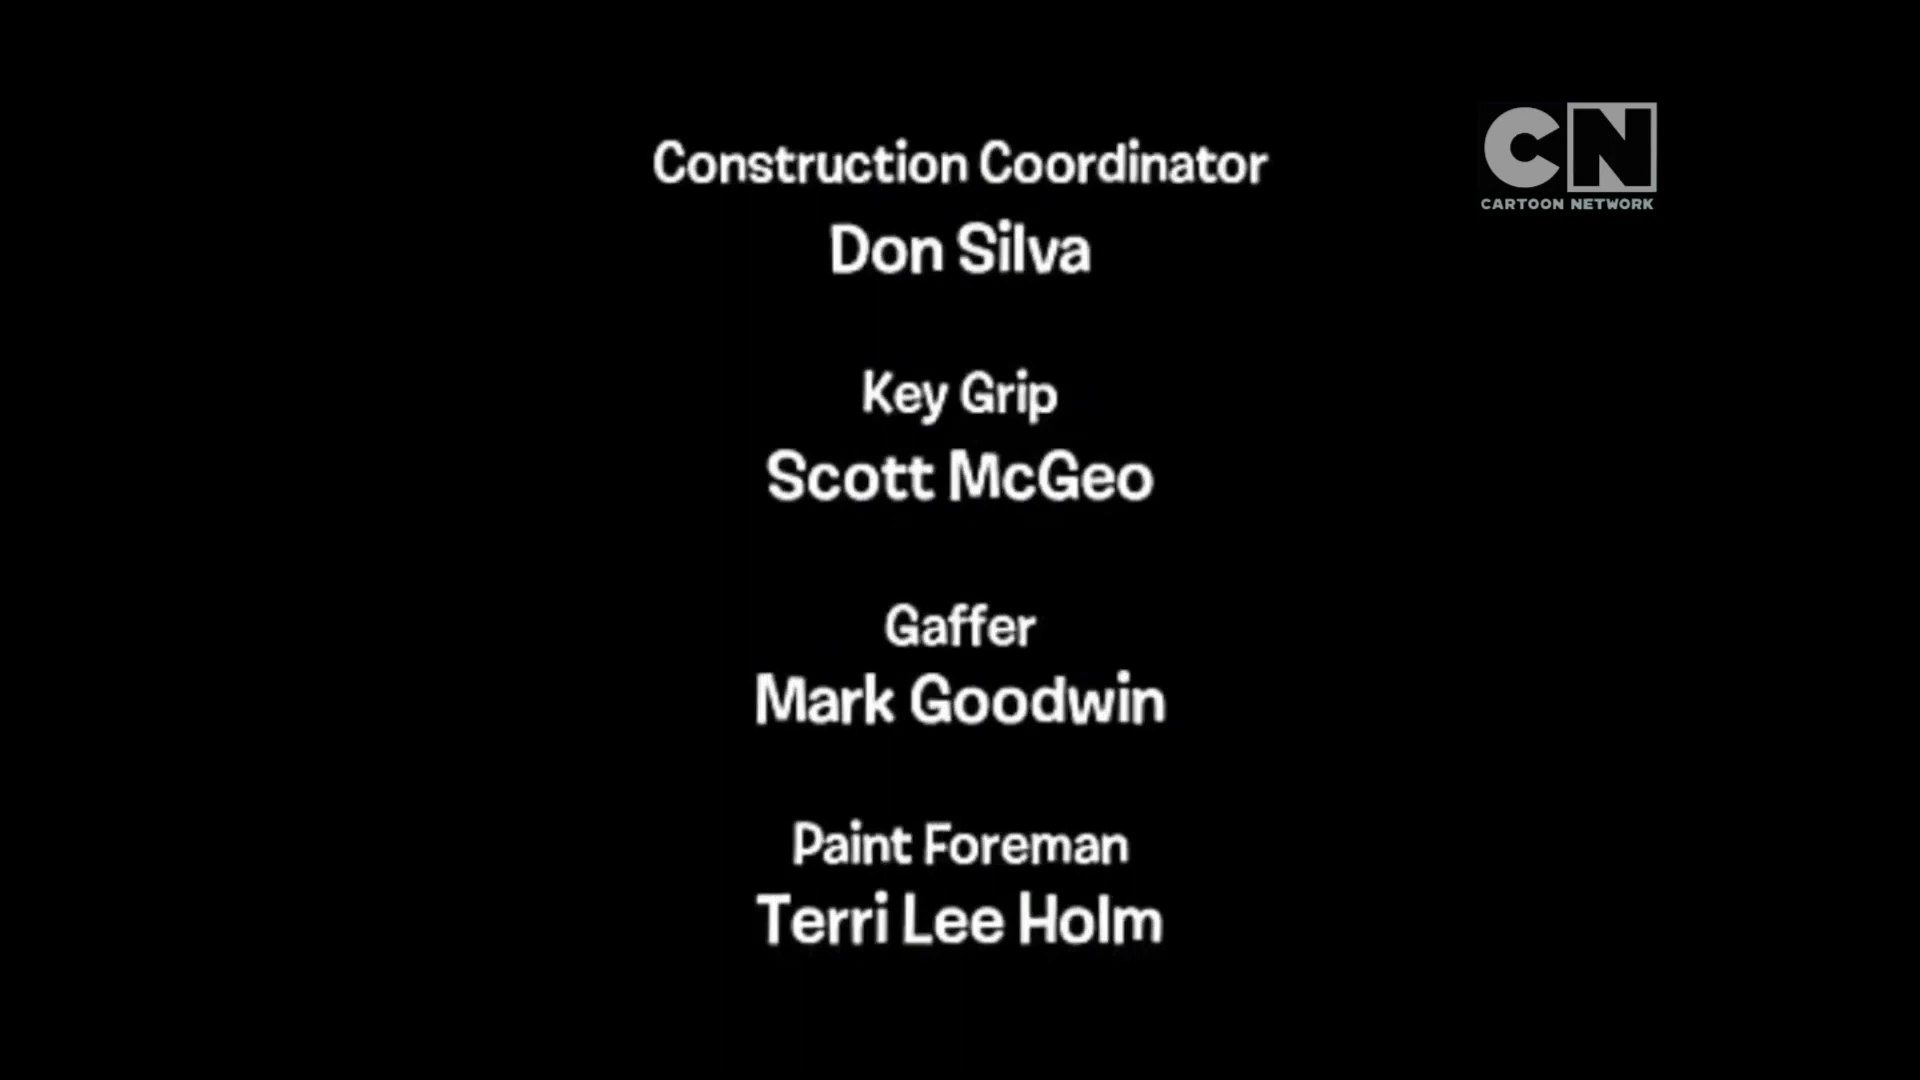 Construction Coordinator
Don Silva
CN
CARTOON NETWORK
Key Grip
Scott McGeo
Gaffer
Mark Goodwin
Paint Foreman
Terri Lee Holm